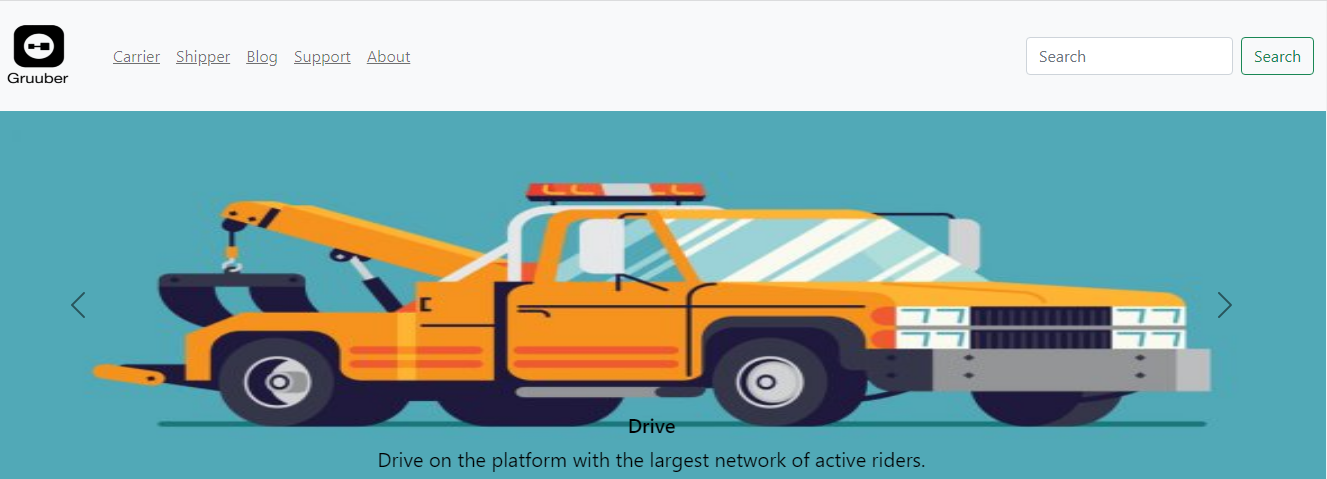 Gruuber
Carrier Shipper Blog Support About
Search Search
Drive
Drive on the platform with the largest network of active riders.